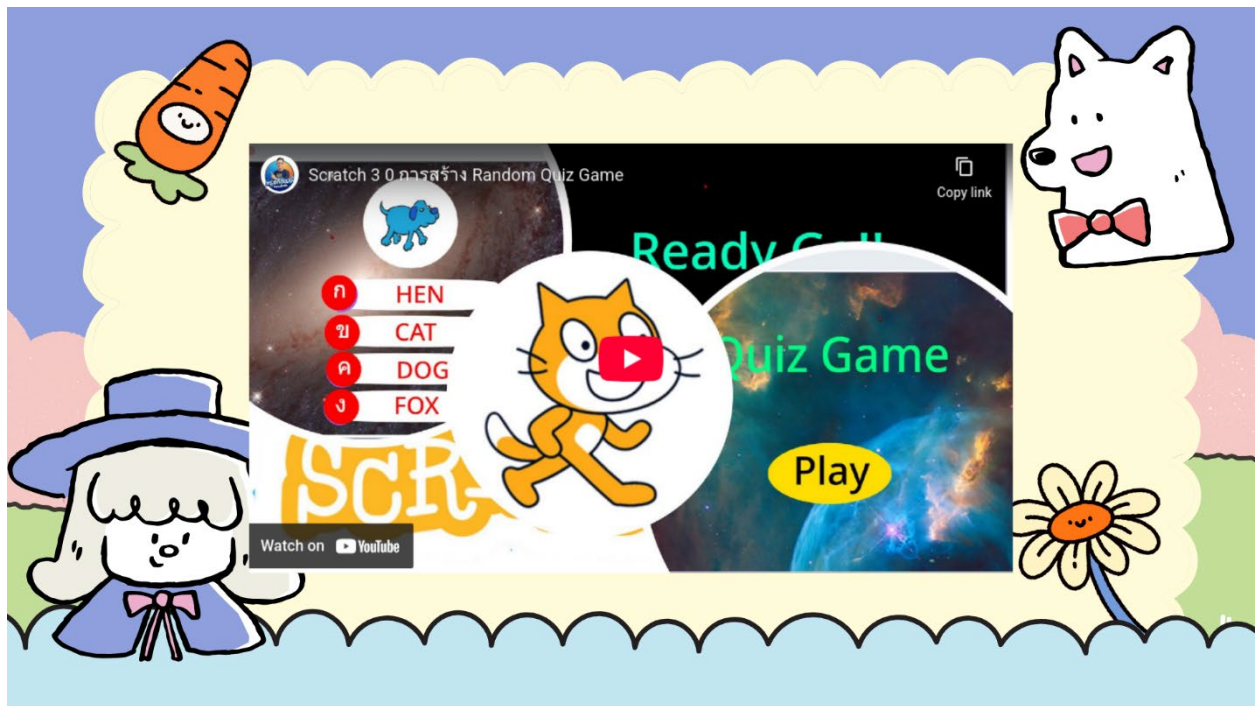 Scratch 3 0 การสร้าง Random Quiz Game
Copy link
Ready
ก HEN
ข CAT
ค DOG
ง FOX
Quiz Game
Play
SCR
Watch on YouTube